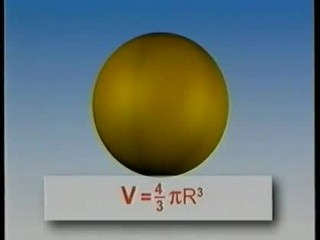 V = 4/3 πR³